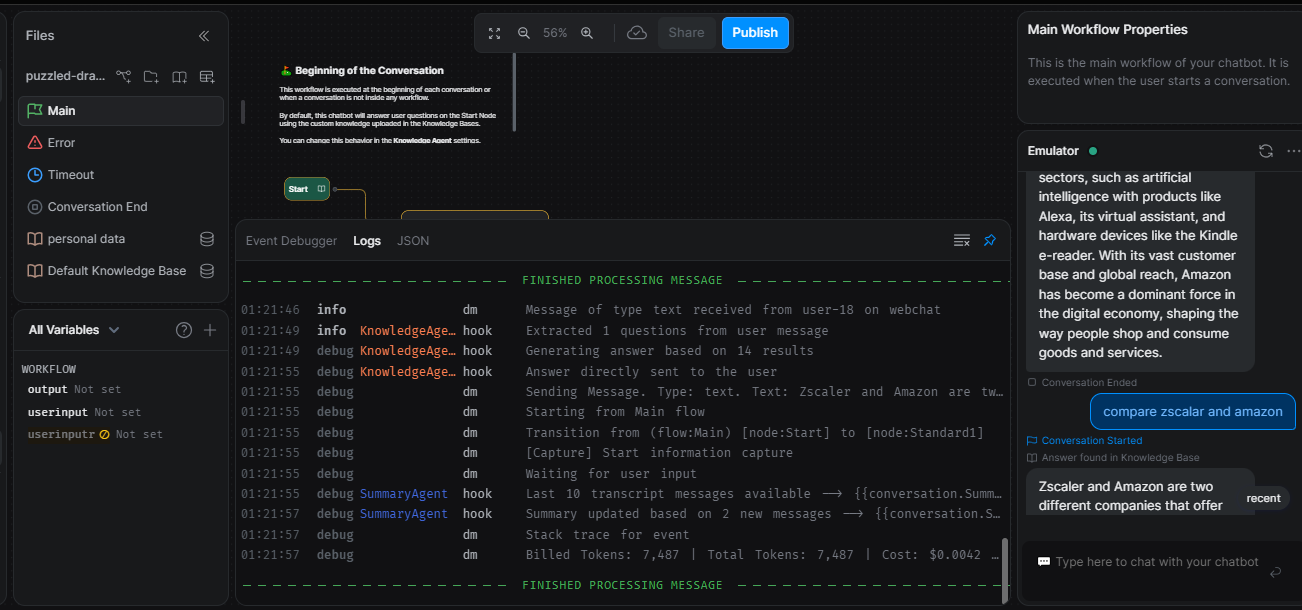 Files
puzzled-dra...
Main
Error
Timeout
Conversation End
personal data
Default Knowledge Base
All Variables
WORKFLOW
output Not set
userinput Not set
userinputr Not set
56%
Share
Publish
Beginning of the Conversation
This workflow is executed at the beginning of each conversation or
when a conversation is not inside any workflow.
By default, this chatbot will answer user questions on the Start Node
using the custom knowledge uploaded in the Knowledge Bases.
You can change this behavior in the Knowledge Agent settings.
Start
Event Debugger Logs JSON
FINISHED PROCESSING MESSAGE
01:21:46 info dm Message of type text received from user-18 on webchat
01:21:49 info KnowledgeAge… hook Extracted 1 questions from user message
01:21:49 debug KnowledgeAge… hook Generating answer based on 14 results
01:21:55 debug KnowledgeAge… hook Answer directly sent to the user
01:21:55 debug dm Sending Message. Type: text. Text: Zscaler and Amazon are tw…
01:21:55 debug dm Starting from Main flow
01:21:55 debug dm Transition from (flow:Main) [node:Start] to [node:Standard1]
01:21:55 debug dm [Capture] Start information capture
01:21:55 debug dm Waiting for user input
01:21:55 debug SummaryAgent hook Last 10 transcript messages available ⟶ {{conversation.Summ…
01:21:57 debug SummaryAgent hook Summary updated based on 2 new messages ⟶ {{conversation.S…
01:21:57 debug dm Stack trace for event
01:21:57 debug dm Billed Tokens: 7,487 | Total Tokens: 7,487 | Cost: $0.0042 …
FINISHED PROCESSING MESSAGE
Main Workflow Properties
This is the main workflow of your chatbot. It is
executed when the user starts a conversation.
Emulator
sectors, such as artificial
intelligence with products like
Alexa, its virtual assistant, and
hardware devices like the Kindle
e-reader. With its vast customer
base and global reach, Amazon
has become a dominant force in
the digital economy, shaping the
way people shop and consume
goods and services.
Conversation Ended
compare zscalar and amazon
Conversation Started
Answer found in Knowledge Base
Zscaler and Amazon are two
different companies that offer
recent
Type here to chat with your chatbot